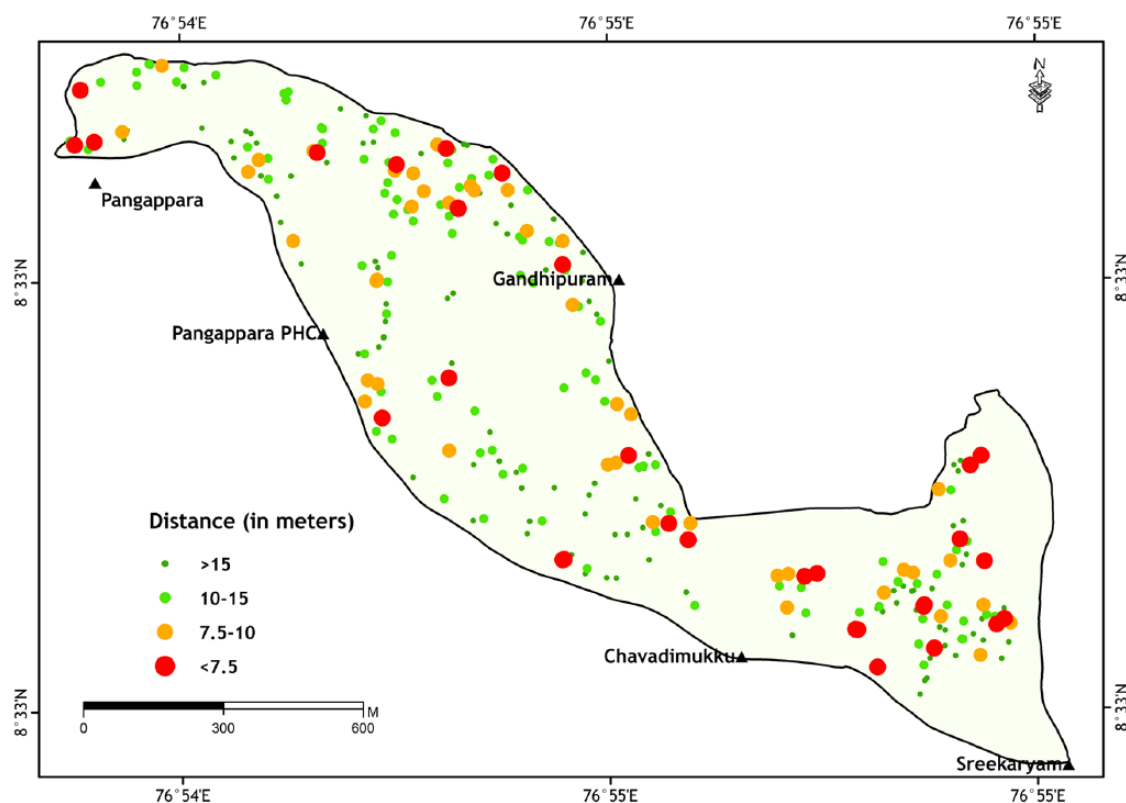 76°54'E 76°55'E 76°55'E
N
Pangappara
8°33'N 8°33'N
Gandhipuram
Pangappara PHC
Distance (in meters)
>15
10-15
7.5-10
<7.5
Chavadimukku
0 300 600 M
8°33'N 8°33'N
Sreekaryam
76°54'E 76°55'E 76°55'E